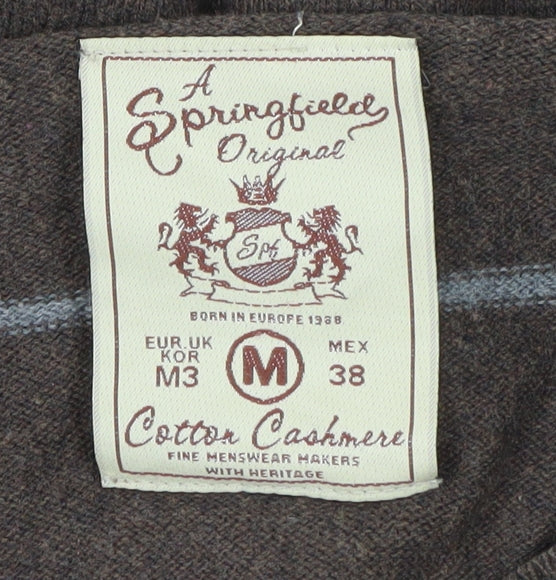 A
Springfield
Original
Spf
BORN IN EUROPE 1988
EUR.UK
KOR
M3
M
MEX
38
Cotton Cashmere
FINE MENSWEAR MAKERS
WITH HERITAGE